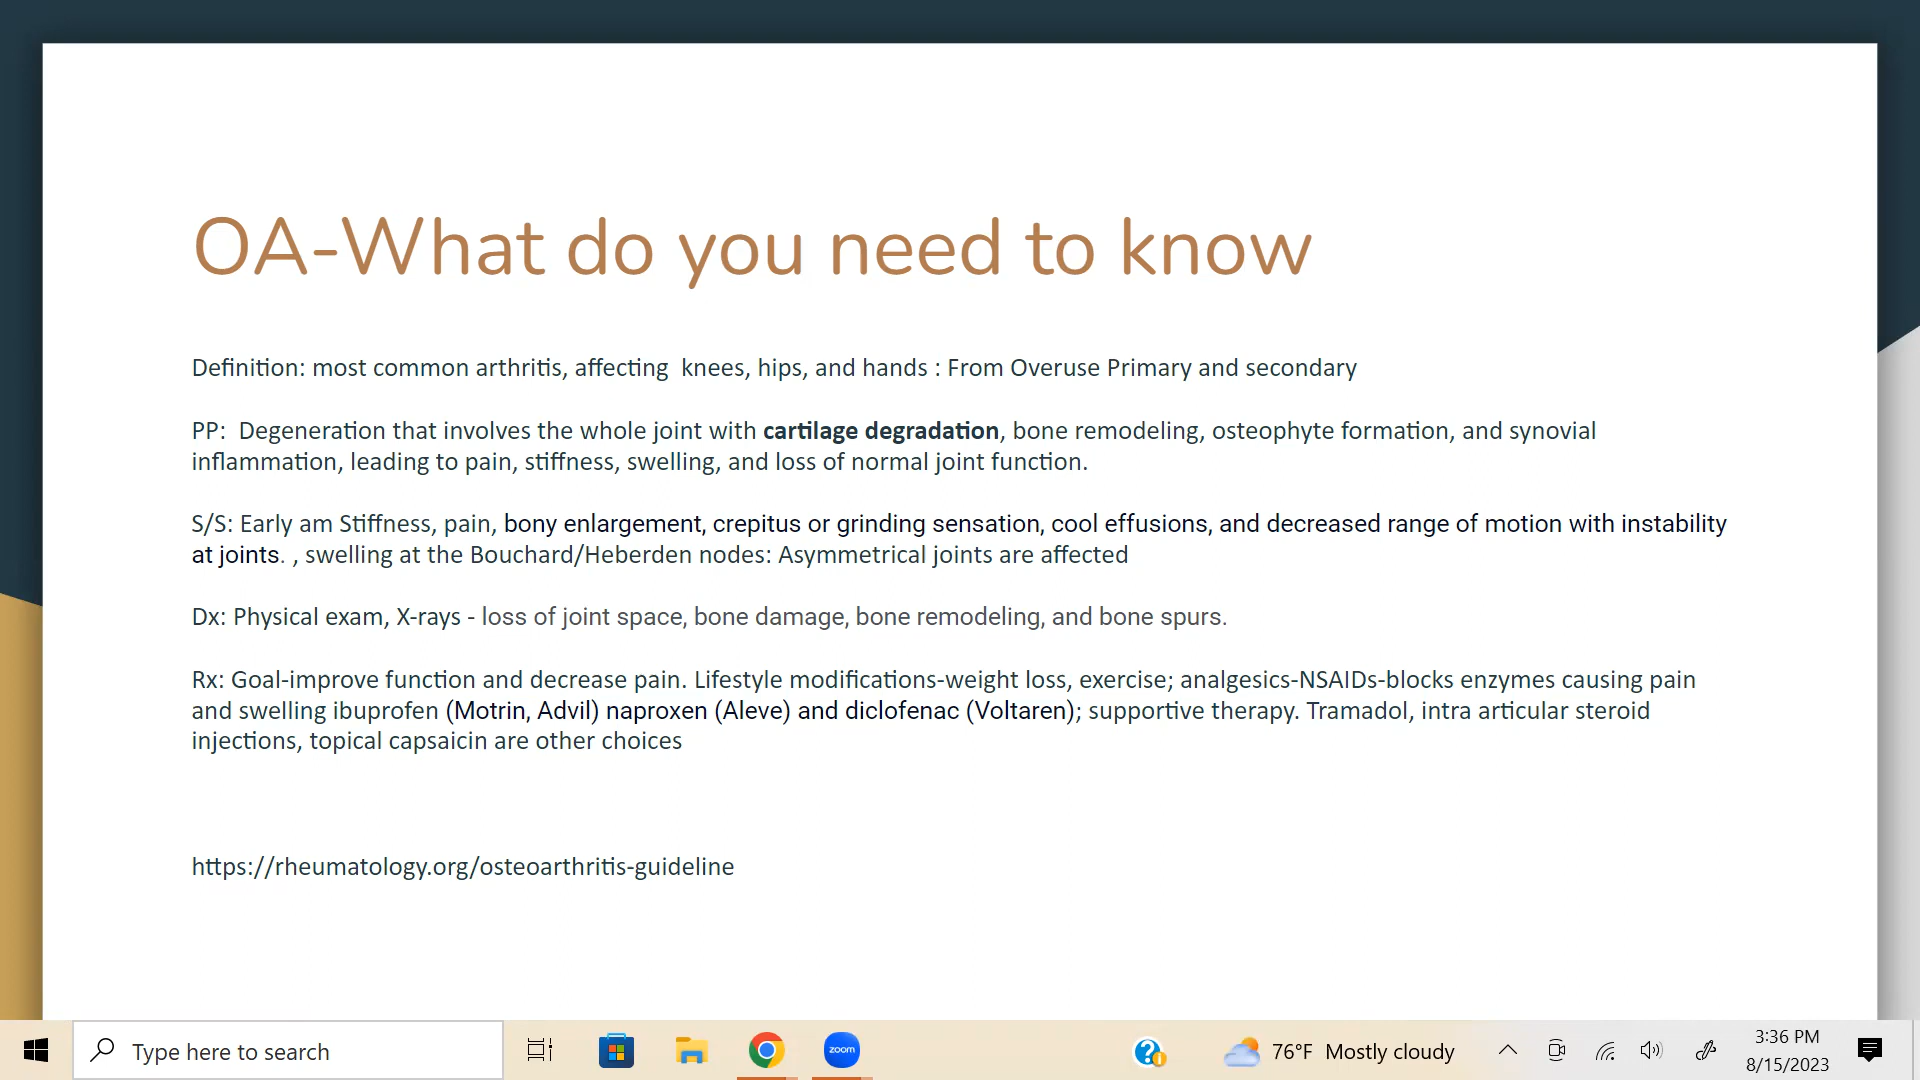 OA-What do you need to know
Definition: most common arthritis, affecting  knees, hips, and hands : From Overuse Primary and secondary
PP:  Degeneration that involves the whole joint with cartilage degradation, bone remodeling, osteophyte formation, and synovial
inflammation, leading to pain, stiffness, swelling, and loss of normal joint function.
S/S: Early am Stiffness, pain, bony enlargement, crepitus or grinding sensation, cool effusions, and decreased range of motion with instability
at joints. , swelling at the Bouchard/Heberden nodes: Asymmetrical joints are affected
Dx: Physical exam, X-rays - loss of joint space, bone damage, bone remodeling, and bone spurs.
Rx: Goal-improve function and decrease pain. Lifestyle modifications-weight loss, exercise; analgesics-NSAIDs-blocks enzymes causing pain
and swelling ibuprofen (Motrin, Advil) naproxen (Aleve) and diclofenac (Voltaren); supportive therapy. Tramadol, intra articular steroid
injections, topical capsaicin are other choices
https://rheumatology.org/osteoarthritis-guideline
Type here to search
zoom
76°F  Mostly cloudy
3:36 PM
8/15/2023